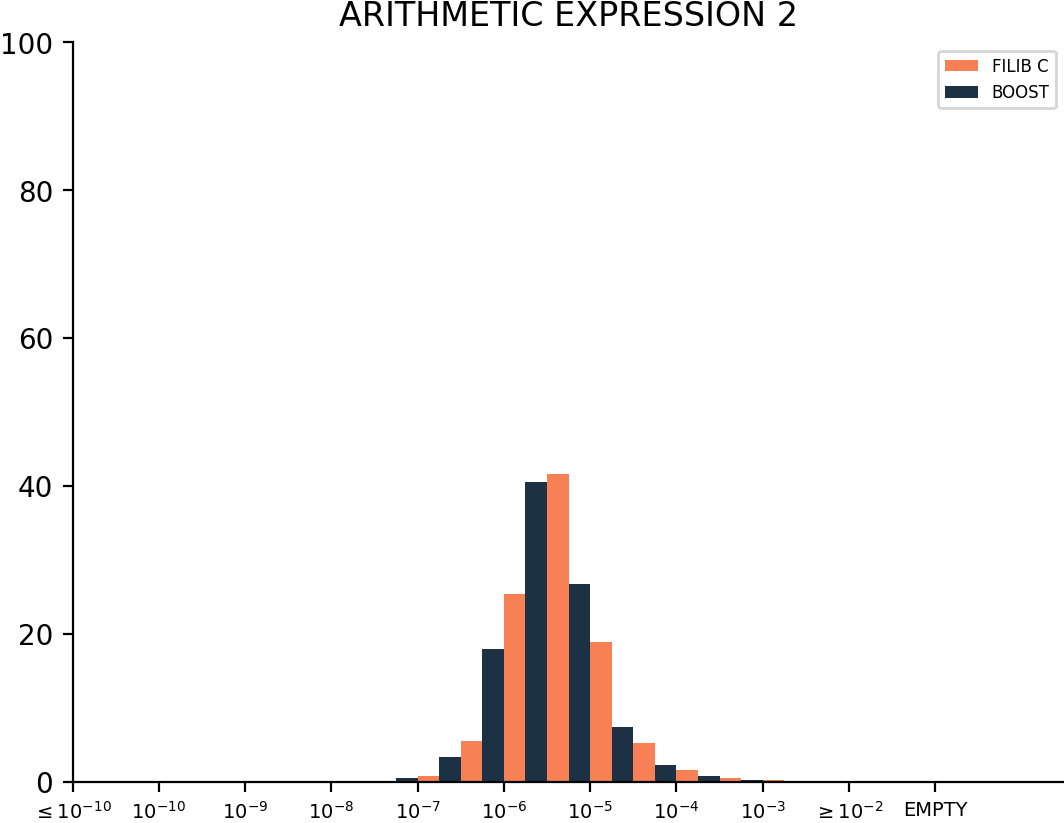 ARITHMETIC EXPRESSION 2
100
80
60
40
20
0
FILIB C
BOOST
≤ 10⁻¹⁰ 10⁻¹⁰ 10⁻⁹ 10⁻⁸ 10⁻⁷ 10⁻⁶ 10⁻⁵ 10⁻⁴ 10⁻³ ≥ 10⁻² EMPTY